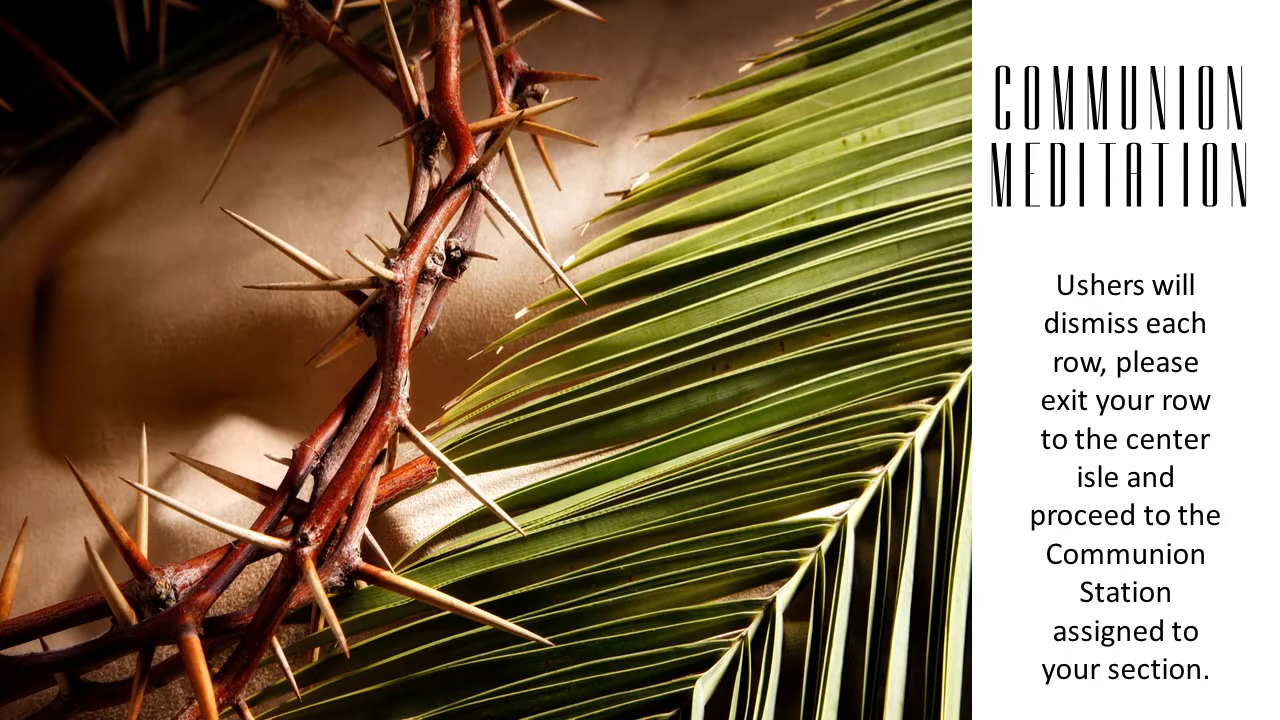 COMMUNION
MEDITATION
Ushers will
dismiss each
row, please
exit your row
to the center
isle and
proceed to the
Communion
Station
assigned to
your section.